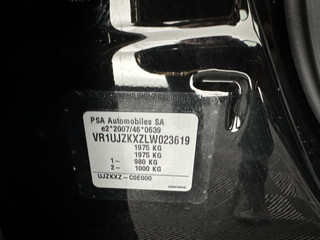 PSA Automobiles SA
e2*2007/46*0639
VR1UJZKXZLW023619
1975 KG
1975 KG
1– 980 KG
2– 1000 KG
UJZKXZ–C0E000